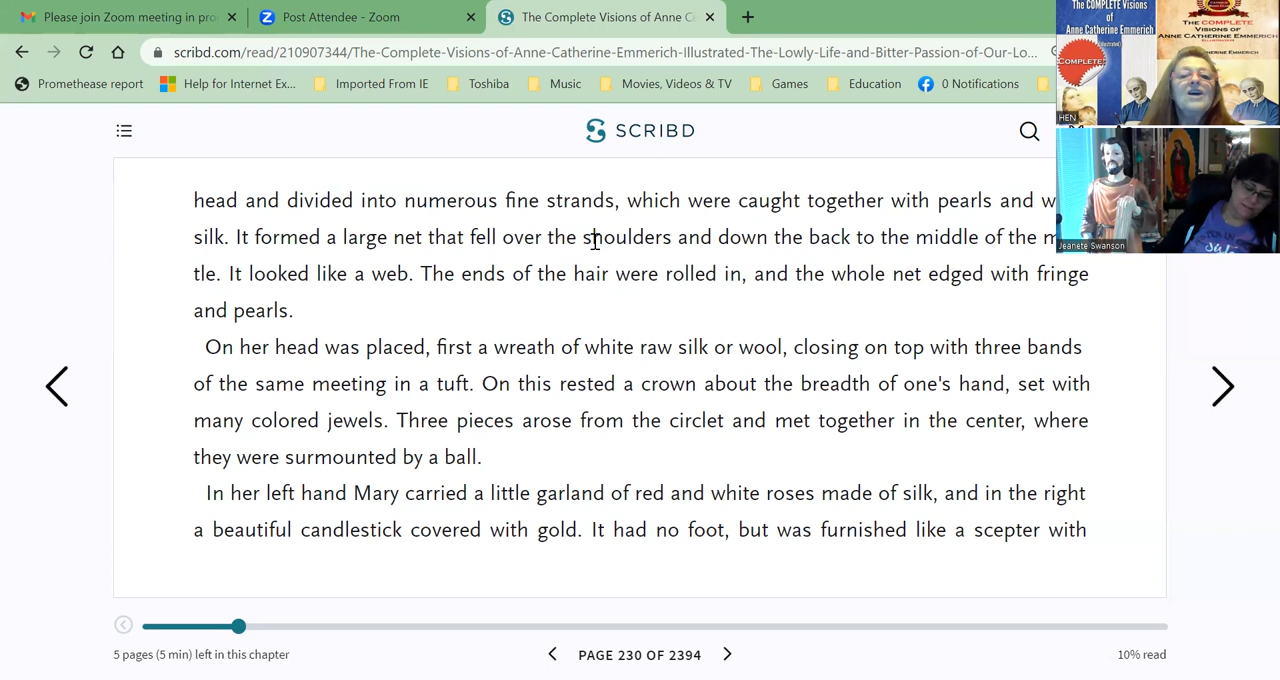 Please join Zoom meeting in pro
Post Attendee - Zoom
The Complete Visions of Anne Ca
scribd.com/read/210907344/The-Complete-Visions-of-Anne-Catherine-Emmerich-Illustrated-The-Lowly-Life-and-Bitter-Passion-of-Our-Lo...
Promethease report
Help for Internet Ex...
Imported From IE
Toshiba
Music
Movies, Videos & TV
Games
Education
0 Notifications
The COMPLETE Visions
of
Anne Catherine Emmerich
COMPLETE!
The
COMPLETE
VISIONS OF
ANNE CATHERINE EMMERICH
HEN
Jeanete Swanson
SCRIBD
head and divided into numerous fine strands, which were caught together with pearls and w
silk. It formed a large net that fell over the shoulders and down the back to the middle of the m
tle. It looked like a web. The ends of the hair were rolled in, and the whole net edged with fringe
and pearls.
On her head was placed, first a wreath of white raw silk or wool, closing on top with three bands
of the same meeting in a tuft. On this rested a crown about the breadth of one's hand, set with
many colored jewels. Three pieces arose from the circlet and met together in the center, where
they were surmounted by a ball.
In her left hand Mary carried a little garland of red and white roses made of silk, and in the right
a beautiful candlestick covered with gold. It had no foot, but was furnished like a scepter with
5 pages (5 min) left in this chapter
PAGE 230 OF 2394
10% read